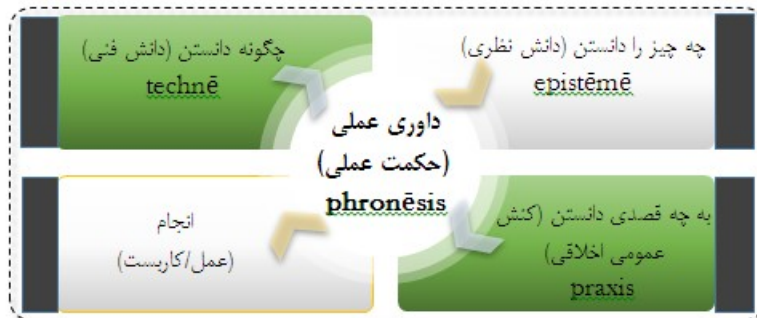 چه چیز را دانستن (دانش نظری)
epistēmē
چگونه دانستن (دانش فنی)
technē
داوری عملی
(حکمت عملی)
phronēsis
به چه قصدی دانستن (کنش
عمومی اخلاقی)
praxis
انجام
(عمل/کاربست)